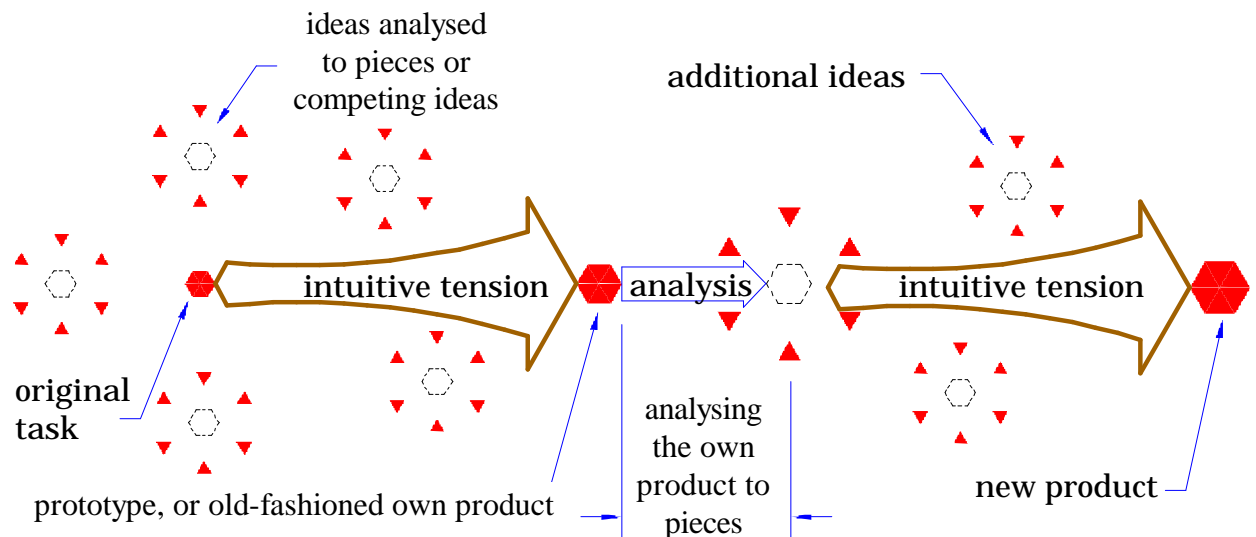 ideas analysed
to pieces or
competing ideas
additional ideas
intuitive tension
analysis
intuitive tension
original
task
prototype, or old-fashioned own product
analysing
the own
product to
pieces
new product